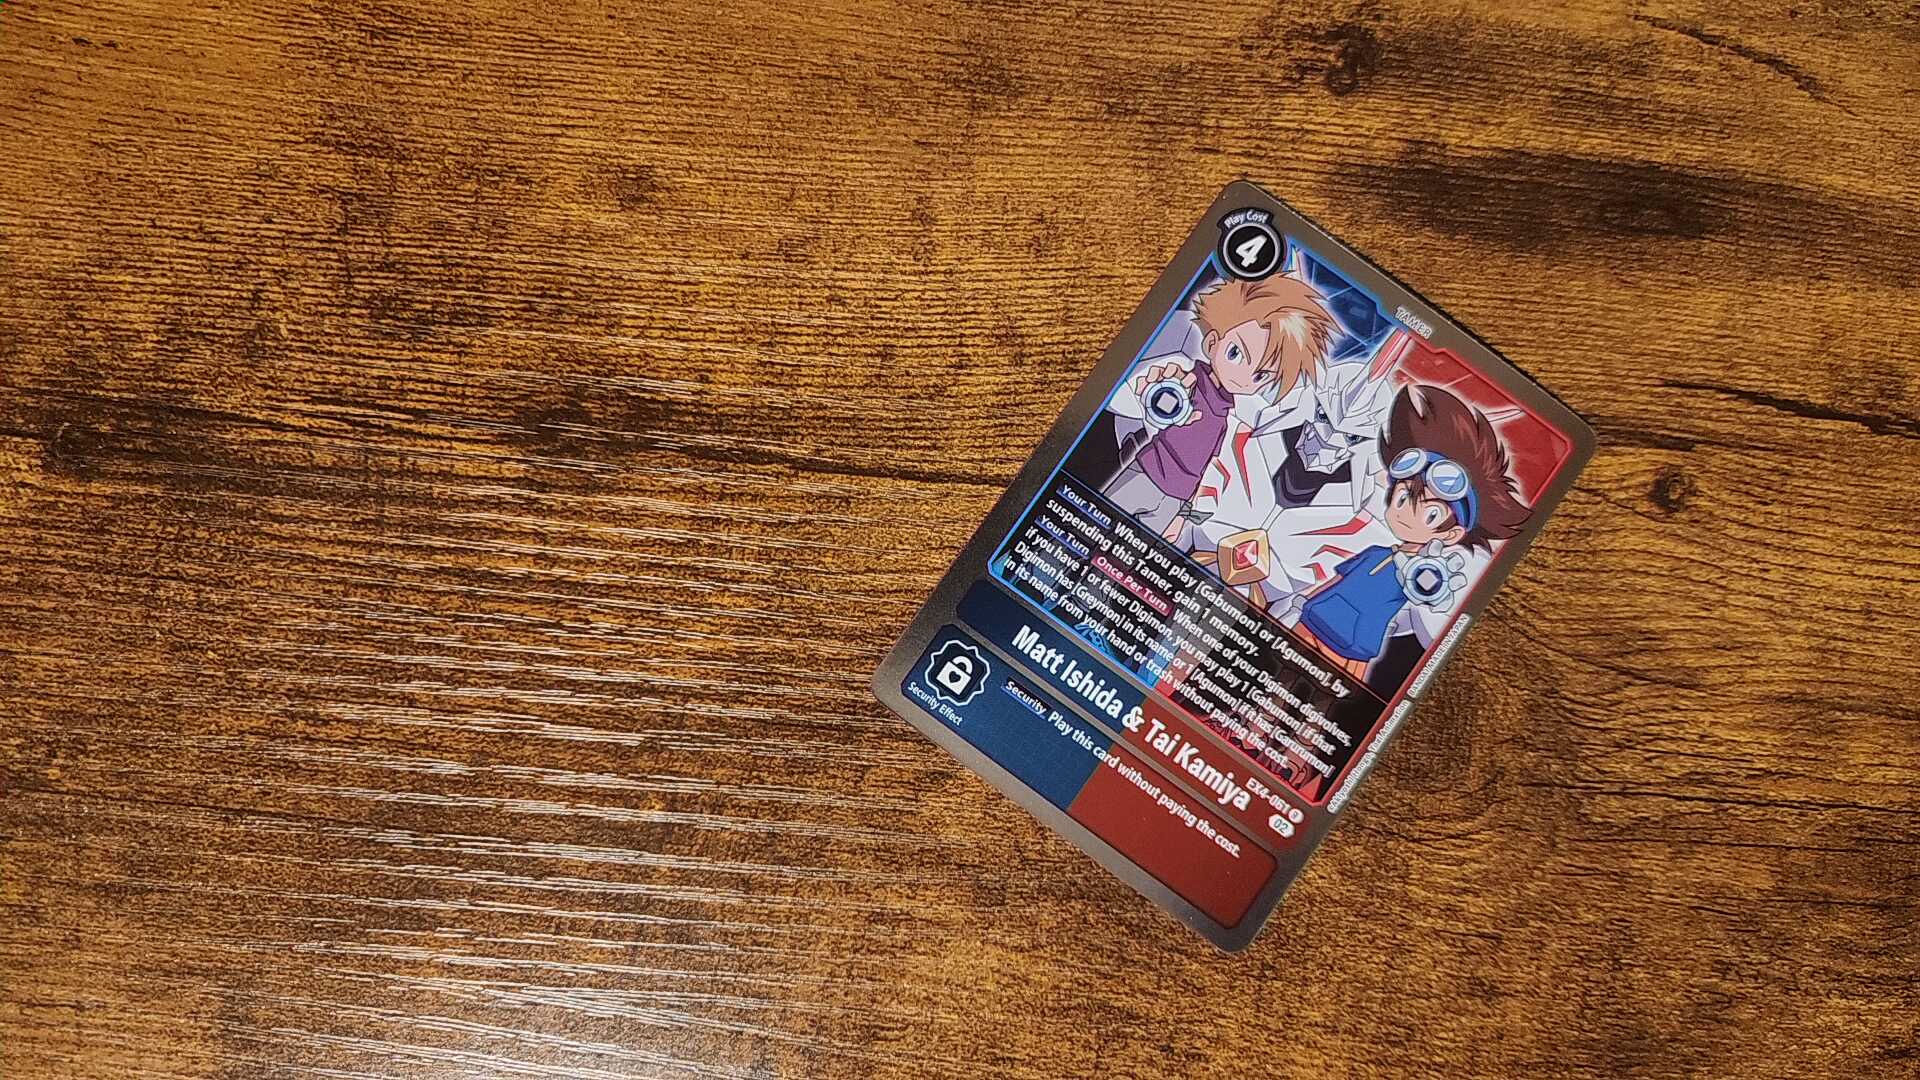 Play Cost
4
TAMER
Your Turn When you play [Gabumon] or [Agumon], by
suspending this Tamer, gain 1 memory.
Your Turn Once Per Turn When one of your Digimon digivolves,
if you have 1 or fewer Digimon, you may play 1 [Gabumon] if that
Digimon has [Greymon] in its name or 1 [Agumon] if it has [Garurumon]
in its name from your hand or trash without paying the cost.
EX4-061 R
Matt Ishida & Tai Kamiya
02
Security Effect
Security Play this card without paying the cost.
BANDAI MADE IN JAPAN